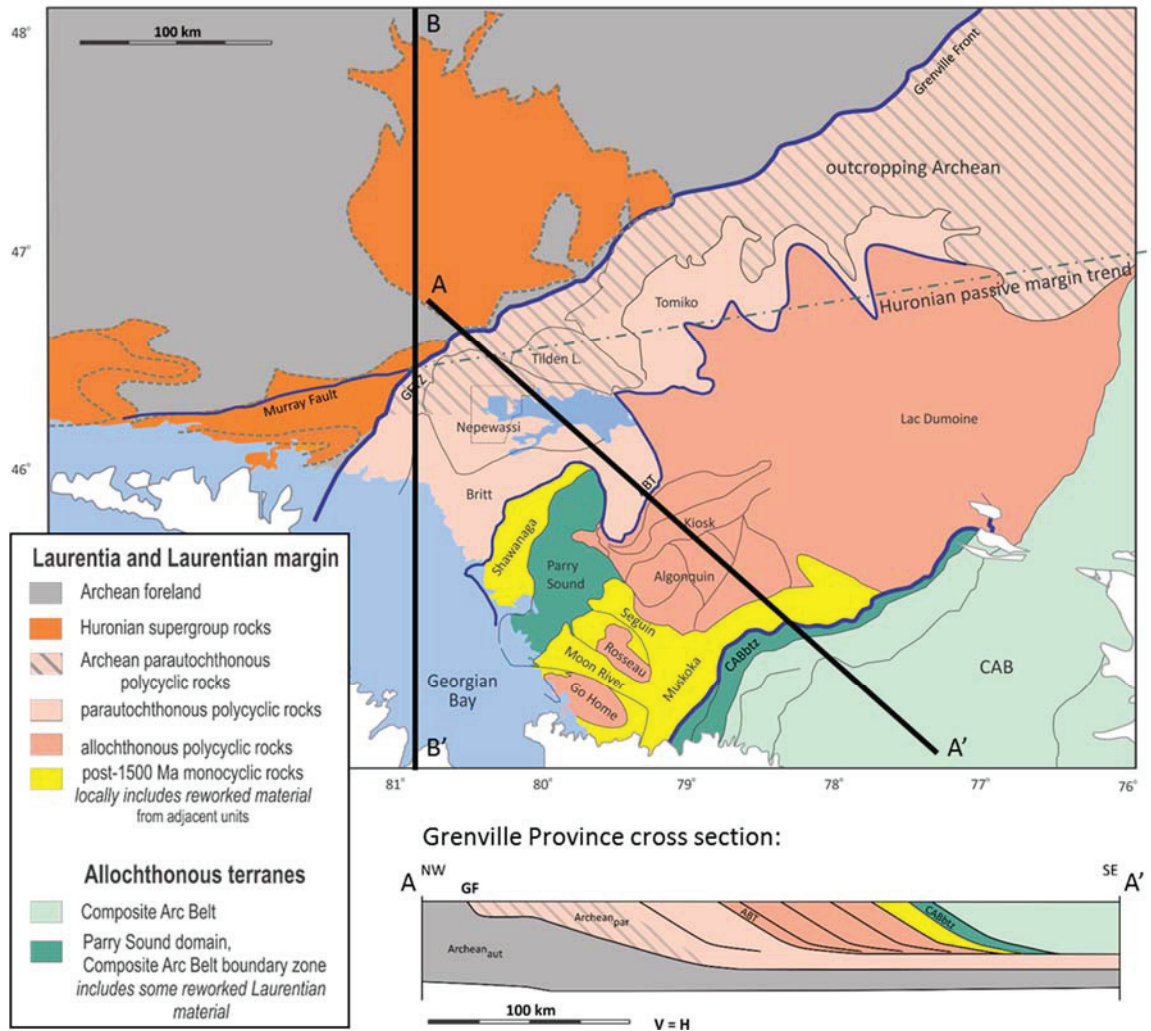 100 km
B
48°
Grenville Front
outcropping Archean
47°
A
Tomiko
Huronian passive margin trend
Tilden L.
Murray Fault
Nepewassi
Lac Dumoine
46°
Britt
Kiosk
Shawanaga
Parry
Sound
Algonquin
Seguin
Rosseau
Moon River
Muskoka
CABbtz
CAB
Georgian
Bay
Go Home
B'
A'
81°
80°
79°
78°
77°
76°
Laurentia and Laurentian margin
Archean foreland
Huronian supergroup rocks
Archean parautochthonous
polycyclic rocks
parautochthonous polycyclic rocks
allochthonous polycyclic rocks
post-1500 Ma monocyclic rocks
locally includes reworked material
from adjacent units
Allochthonous terranes
Composite Arc Belt
Parry Sound domain,
Composite Arc Belt boundary zone
includes some reworked Laurentian
material
Grenville Province cross section:
A NW
SE A'
GF
Archean par
ABT
CABbtz
Archean aut
100 km
V = H